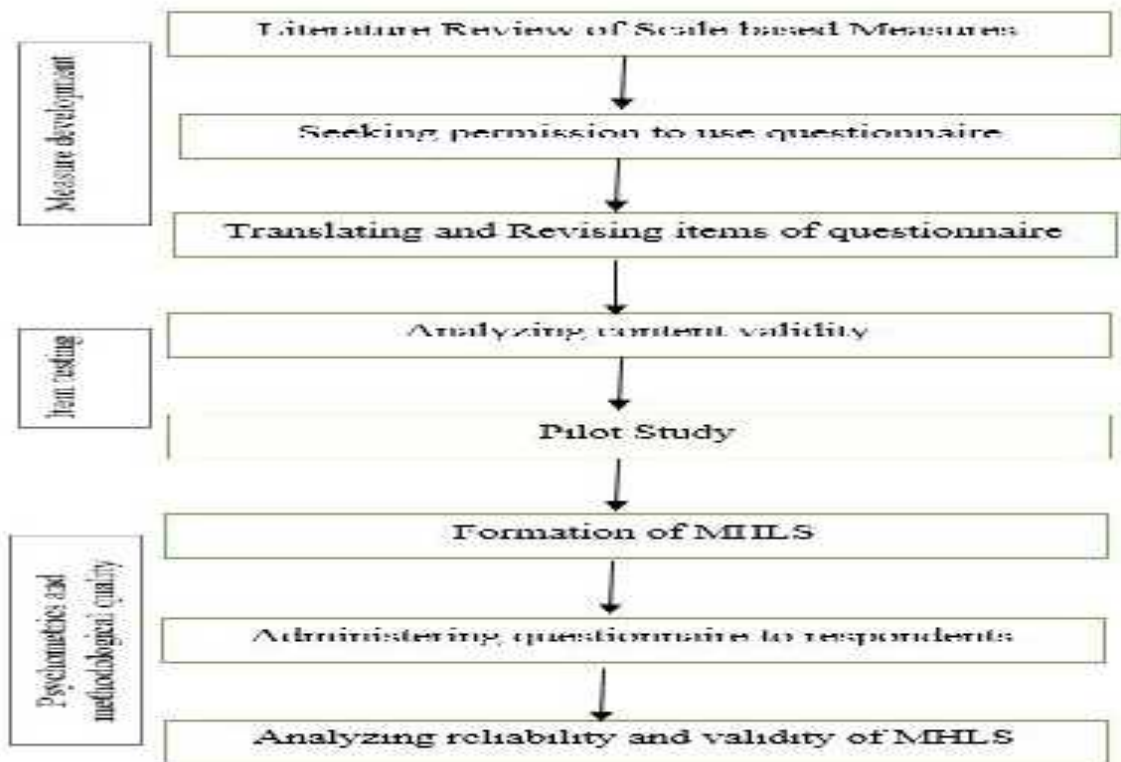 Measure development
Literature Review of Scale based Measures
Seeking permission to use questionnaire
Translating and Revising items of questionnaire
Item testing
Analyzing content validity
Pilot Study
Psychometrics and
methodological quality
Formation of MHLS
Administering questionnaire to respondents
Analyzing reliability and validity of MHLS